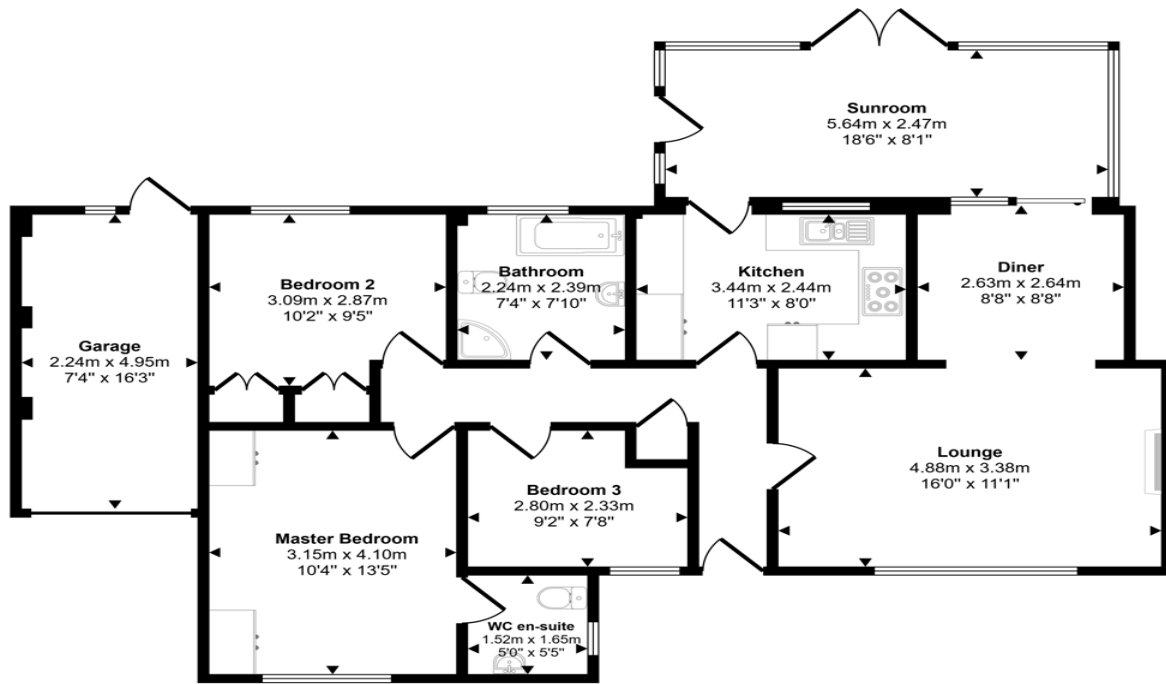 Sunroom
5.64m x 2.47m
18'6" x 8'1"
Bedroom 2
3.09m x 2.87m
10'2" x 9'5"
Bathroom
2.24m x 2.39m
7'4" x 7'10"
Kitchen
3.44m x 2.44m
11'3" x 8'0"
Diner
2.63m x 2.64m
8'8" x 8'8"
Garage
2.24m x 4.95m
7'4" x 16'3"
Lounge
4.88m x 3.38m
16'0" x 11'1"
Bedroom 3
2.80m x 2.33m
9'2" x 7'8"
Master Bedroom
3.15m x 4.10m
10'4" x 13'5"
WC en-suite
1.52m x 1.65m
5'0" x 5'5"